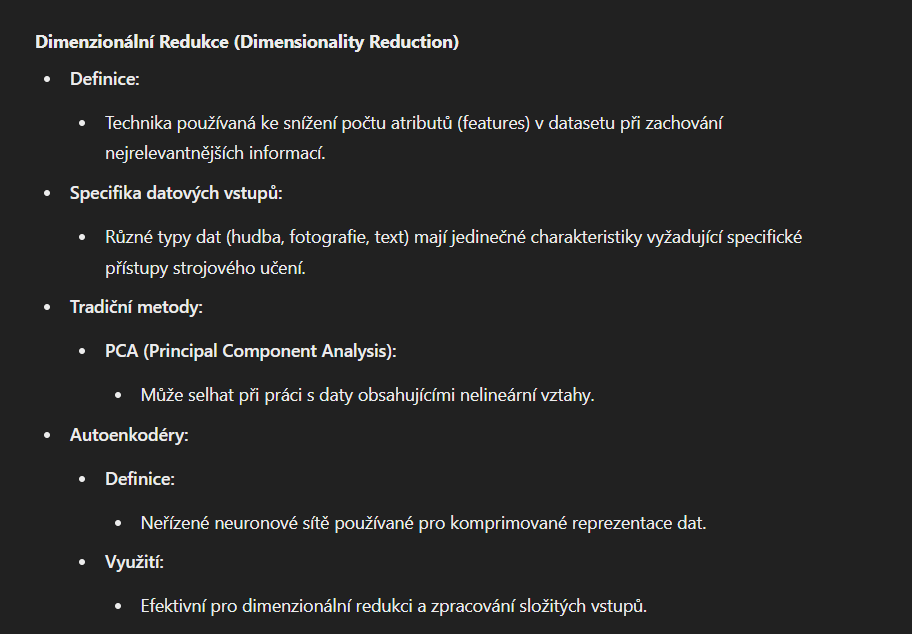 Dimenzionální Redukce (Dimensionality Reduction)
Definice:
Technika používaná ke snížení počtu atributů (features) v datasetu při zachování
nejrelevantnějších informací.
Specifika datových vstupů:
Různé typy dat (hudba, fotografie, text) mají jedinečné charakteristiky vyžadující specifické
přístupy strojového učení.
Tradiční metody:
PCA (Principal Component Analysis):
Může selhat při práci s daty obsahujícími nelineární vztahy.
Autoenkodéry:
Definice:
Neřízené neuronové sítě používané pro komprimované reprezentace dat.
Využití:
Efektivní pro dimenzionální redukci a zpracování složitých vstupů.